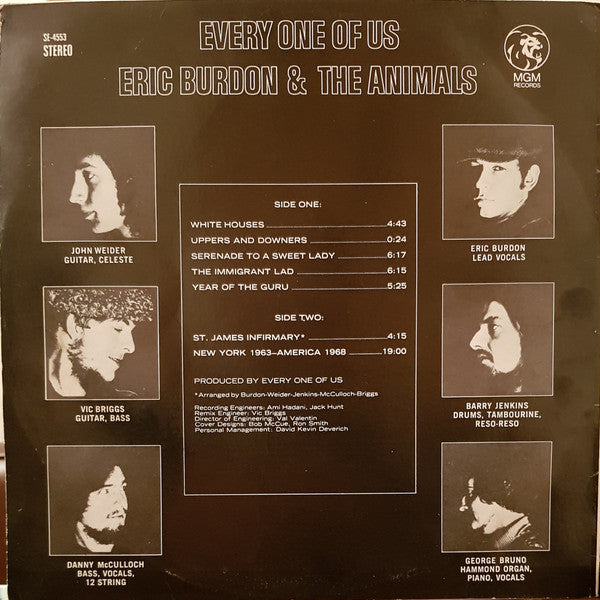 SE-4553
STEREO
EVERY ONE OF US
ERIC BURDON & THE ANIMALS
MGM
RECORDS
JOHN WEIDER
GUITAR, CELESTE
VIC BRIGGS
GUITAR, BASS
DANNY McCULLOCH
BASS, VOCALS,
12 STRING
SIDE ONE:
WHITE HOUSES 4:43
UPPERS AND DOWNERS 0:24
SERENADE TO A SWEET LADY 6:17
THE IMMIGRANT LAD 6:15
YEAR OF THE GURU 5:25
SIDE TWO:
ST. JAMES INFIRMARY* 4:15
NEW YORK 1963–AMERICA 1968 19:00
PRODUCED BY EVERY ONE OF US
*Arranged by Burdon-Weider-Jenkins-McCulloch-Briggs
Recording Engineers: Ami Hadani, Jack Hunt
Remix Engineer: Vic Briggs
Director of Engineering: Val Valentin
Cover Designs: Bob McCue, Ron Smith
Personal Management: David Kevin Deverich
ERIC BURDON
LEAD VOCALS
BARRY JENKINS
DRUMS, TAMBOURINE,
RESO-RESO
GEORGE BRUNO
HAMMOND ORGAN,
PIANO, VOCALS